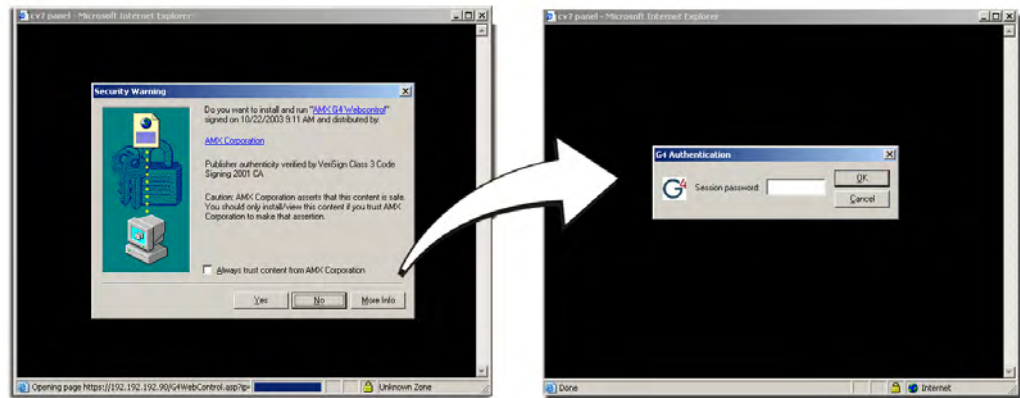 cv7 panel - Microsoft Internet Explorer
Security Warning
Do you want to install and run "AMX G4 Webcontrol"
signed on 10/22/2003 9:11 AM and distributed by:
AMX Corporation
Publisher authenticity verified by VeriSign Class 3 Code
Signing 2001 CA
Caution: AMX Corporation asserts that this content is safe.
You should only install/view this content if you trust AMX
Corporation to make that assertion.
Always trust content from AMX Corporation
Yes
No
More Info
Opening page https://192.192.192.90/G4WebControl.asp?ip=
Unknown Zone
cv7 panel - Microsoft Internet Explorer
G4 Authentication
G4
Session password:
OK
Cancel
Done
Internet